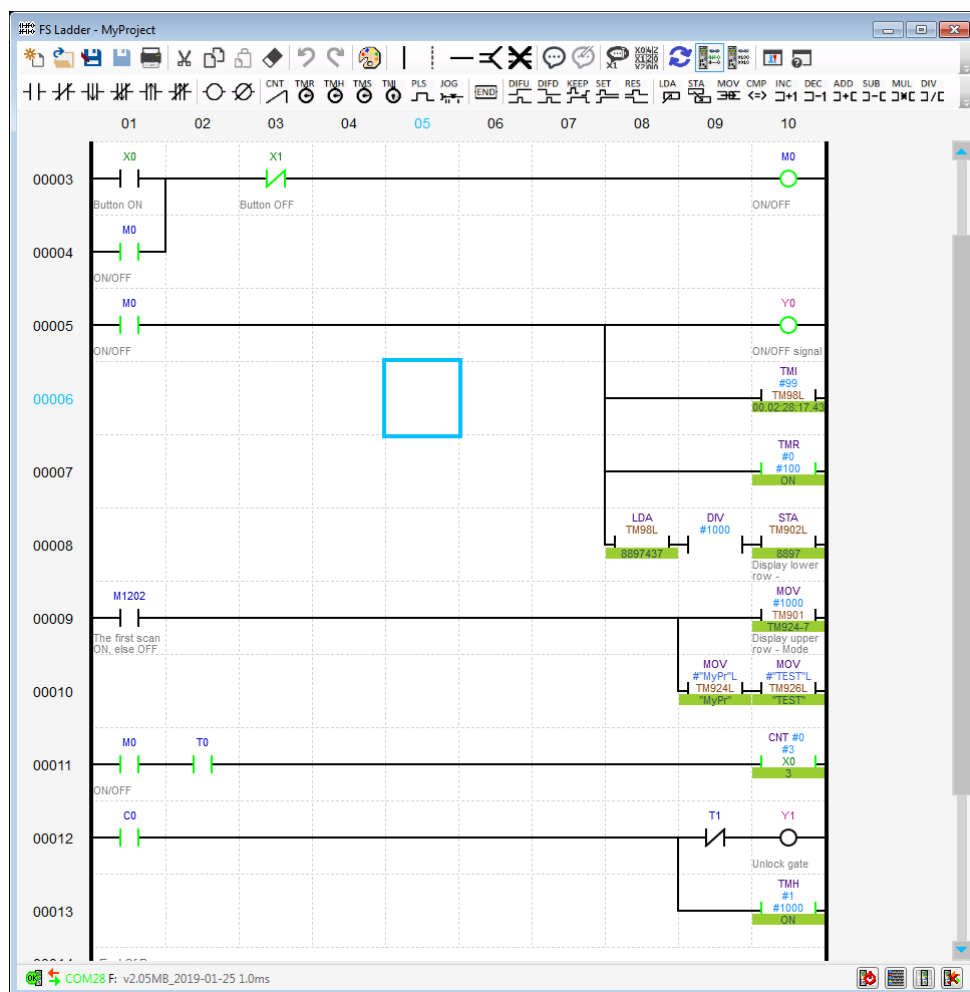 FS Ladder - MyProject
CNT TMR TMH TMS TMI PLS JOG END DIFU DIFD KEEP SET RES LDA STA MOV CMP INC DEC ADD SUB MUL DIV
01 02 03 04 05 06 07 08 09 10
X0 X1 M0
00003
Button ON Button OFF ON/OFF
M0
00004
ON/OFF
M0 Y0
00005
ON/OFF ON/OFF signal
TMI
#99
00006 TM98L
00.02:28:17.43
TMR
#0
00007 #100
ON
LDA DIV STA
TM98L #1000 TM902L
00008
8897437 8897
Display lower
row -
M1202 MOV
#1000
00009 TM901
TM924-7
The first scan Display upper
ON, else OFF row - Mode
MOV MOV
#"MyPr"L #"TEST"L
00010 TM924L TM926L
"MyPr" "TEST"
M0 T0 CNT #0
#3
00011 X0
3
ON/OFF
C0 T1 Y1
00012
Unlock gate
TMH
#1
00013 #1000
ON
OK COM28 F: v2.05MB_2019-01-25 1.0ms